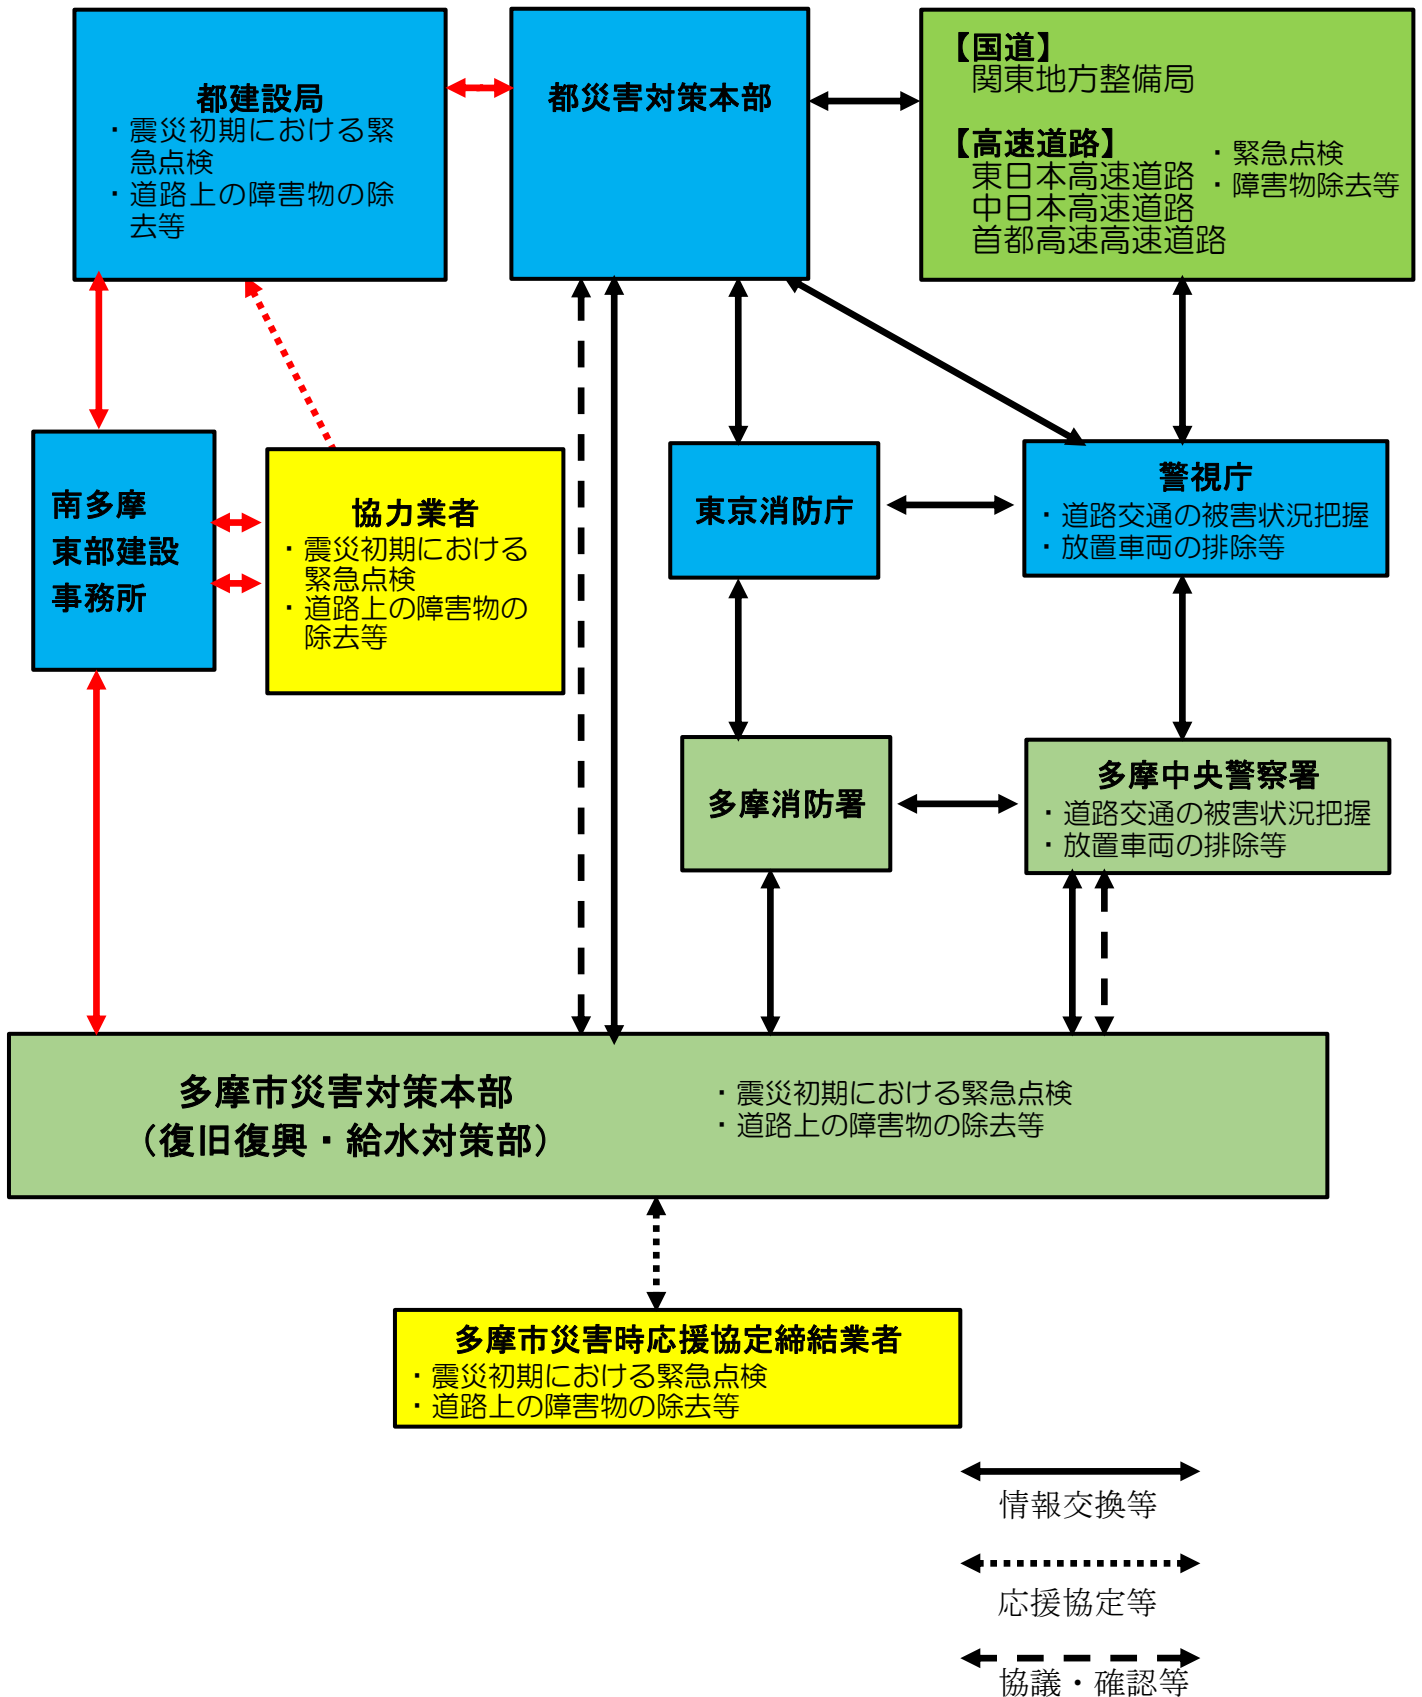 都建設局
・震災初期における緊
急点検
・道路上の障害物の除
去等
都災害対策本部
【国道】
関東地方整備局
【高速道路】
東日本高速道路
中日本高速道路
首都高速高速道路
・緊急点検
・障害物除去等
南多摩
東部建設
事務所
協力業者
・震災初期における
緊急点検
・道路上の障害物の
除去等
東京消防庁
警視庁
・道路交通の被害状況把握
・放置車両の排除等
多摩消防署
多摩中央警察署
・道路交通の被害状況把握
・放置車両の排除等
多摩市災害対策本部
（復旧復興・給水対策部）
・震災初期における緊急点検
・道路上の障害物の除去等
多摩市災害時応援協定締結業者
・震災初期における緊急点検
・道路上の障害物の除去等
情報交換等
応援協定等
協議・確認等